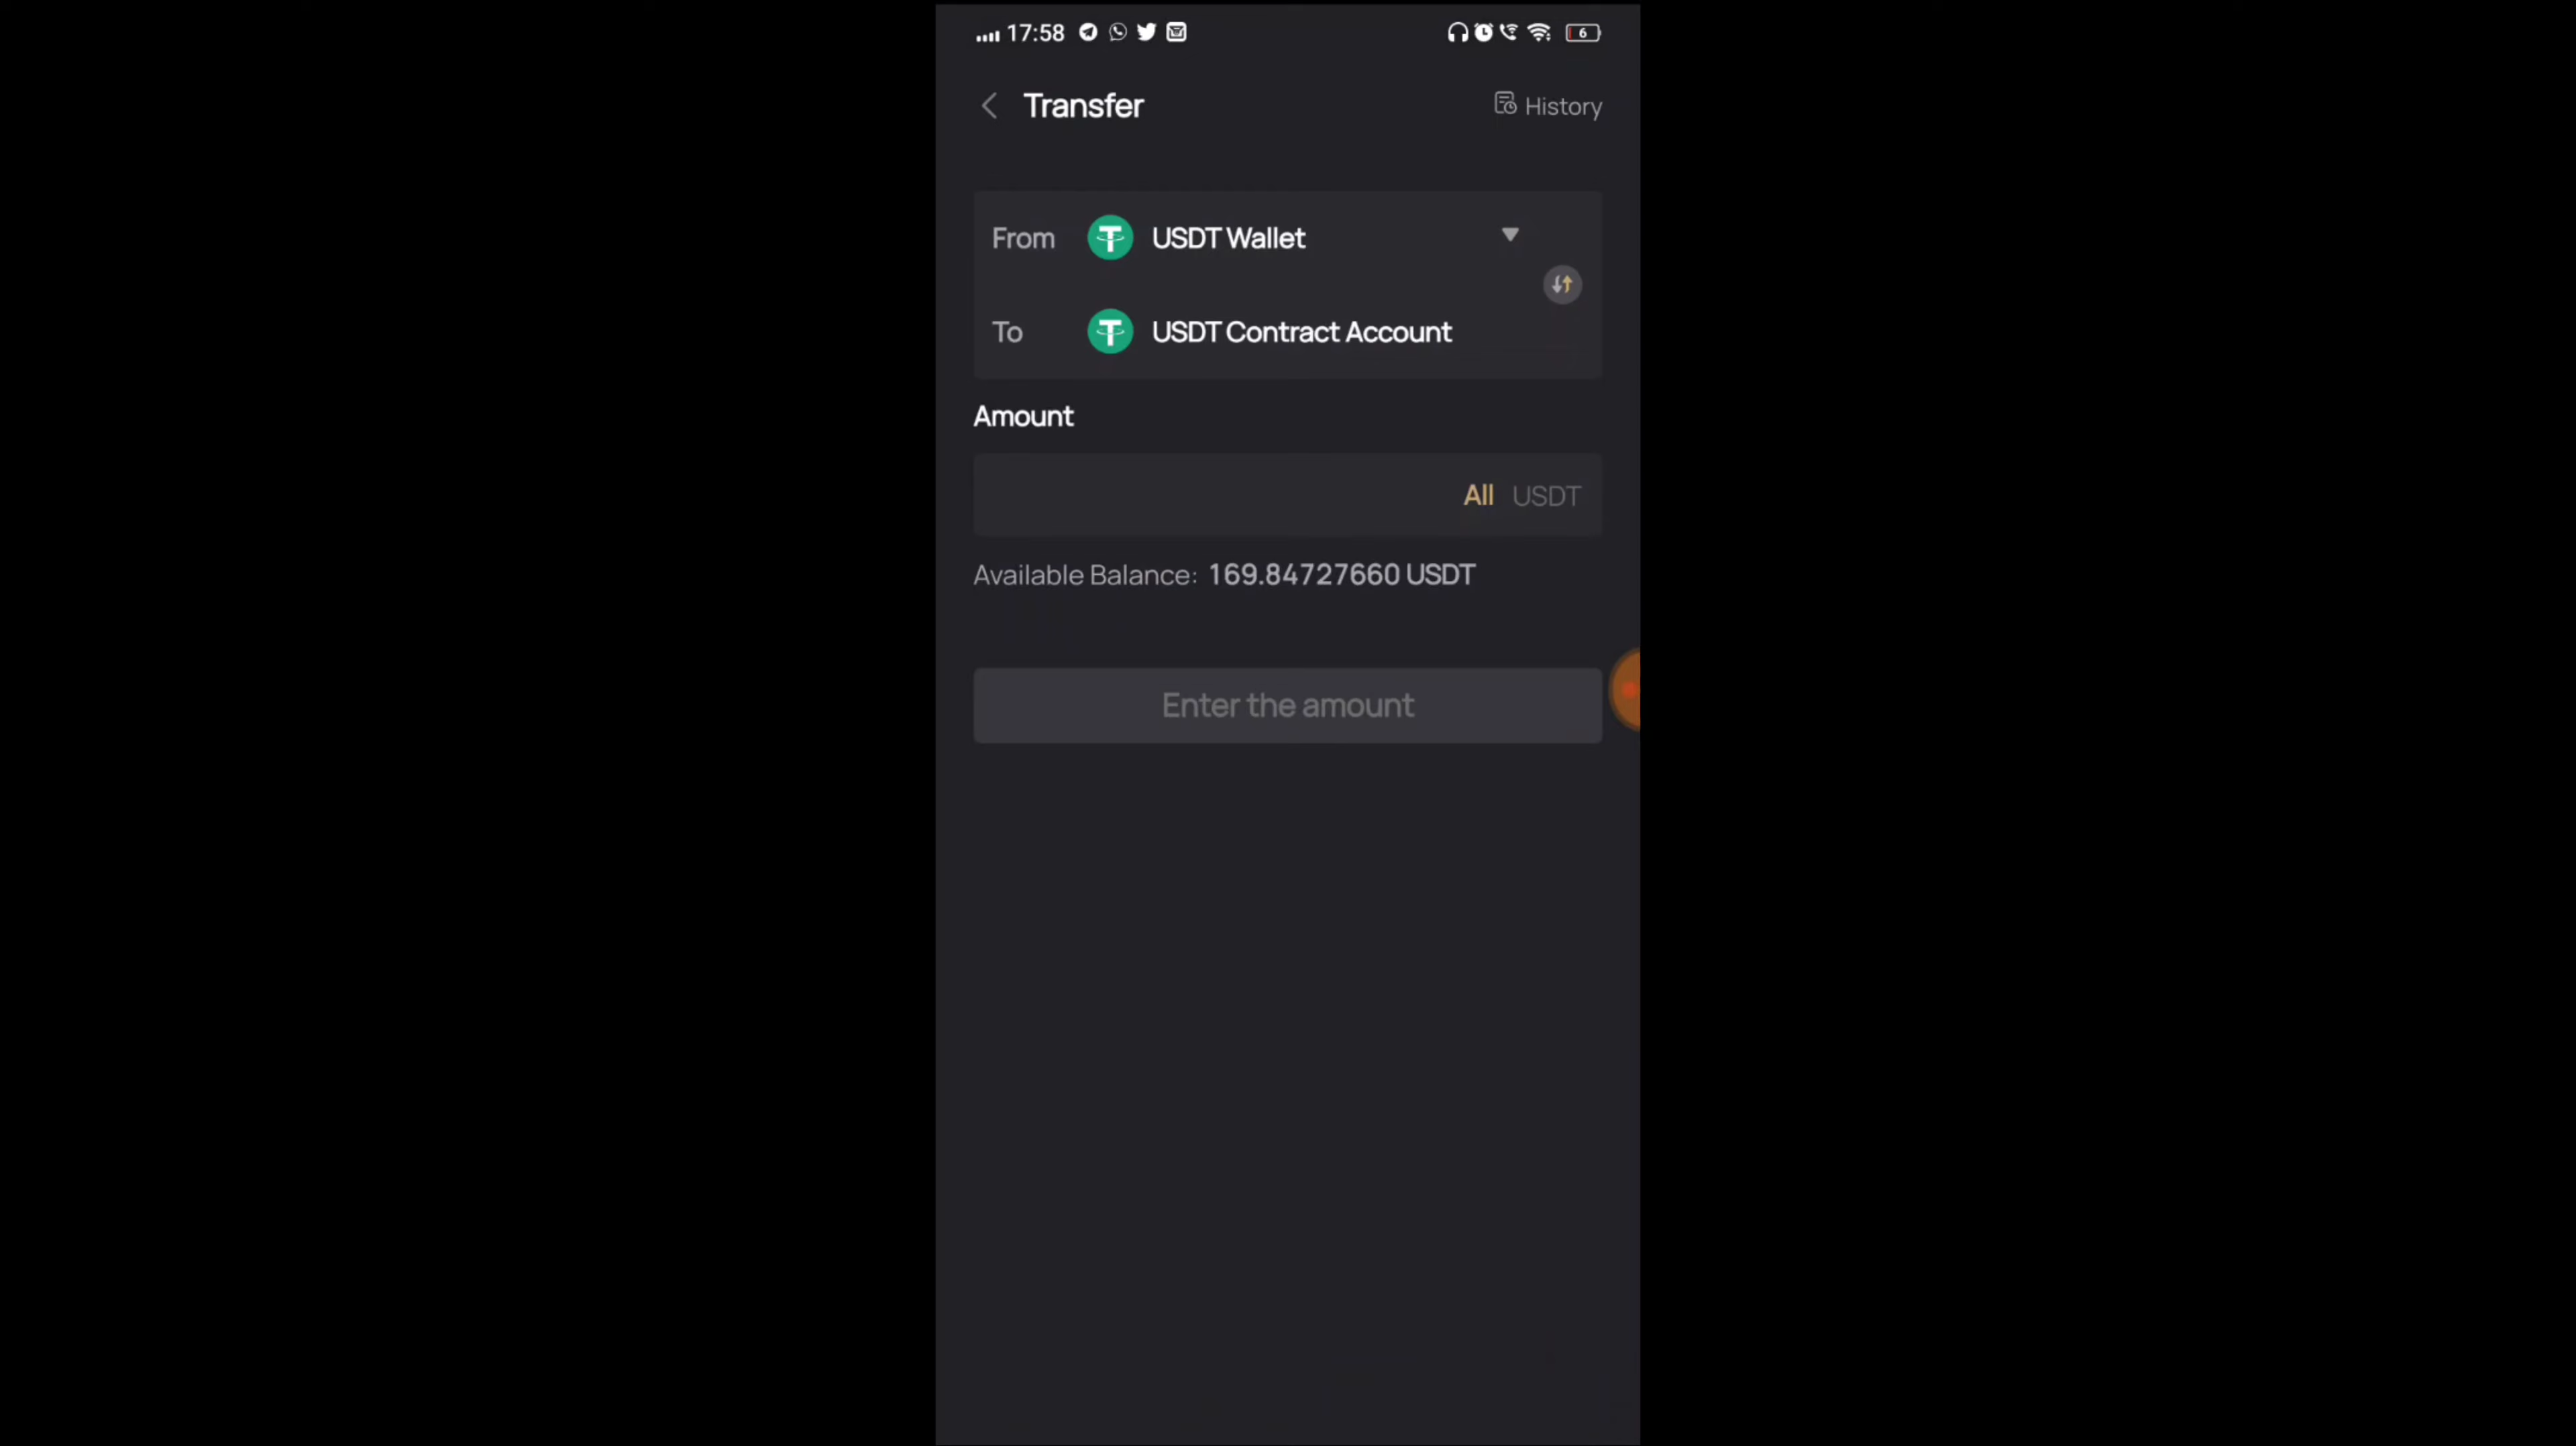 17:58 6
Transfer History
From USDT Wallet
To USDT Contract Account
Amount
All USDT
Available Balance: 169.84727660 USDT
Enter the amount